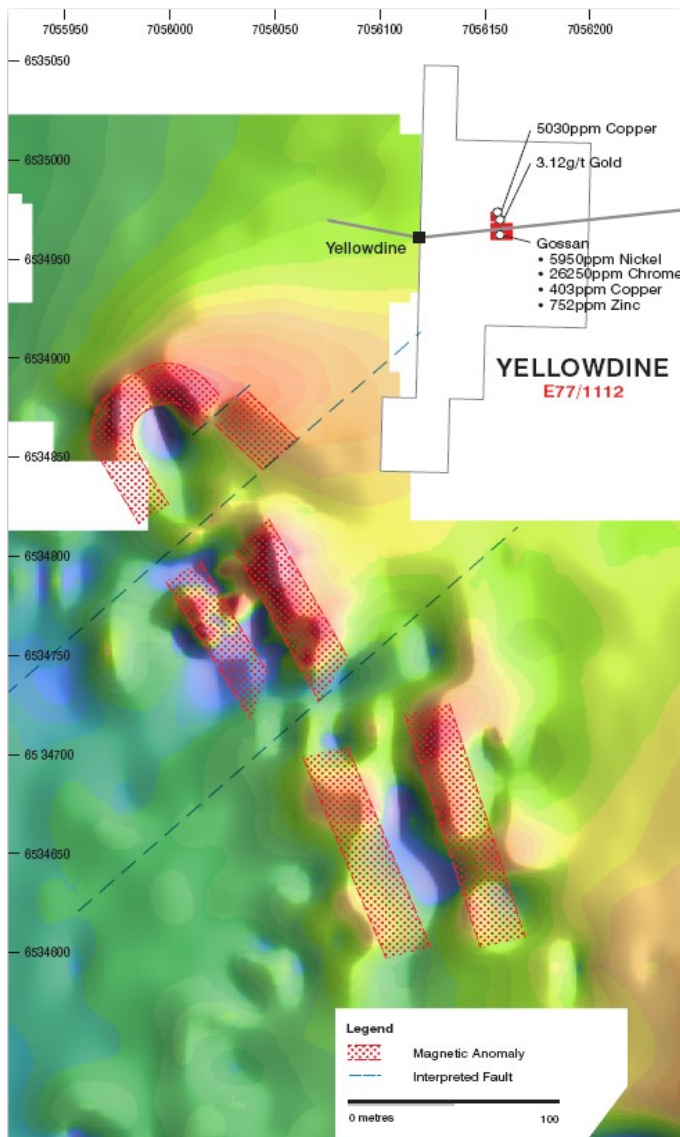 7055950 7056000 7056050 7056100 7056150 7056200
6535050
6535000
6534950
6534900
6534850
6534800
6534750
65 34700
6534650
6534600
5030ppm Copper
3.12g/t Gold
Yellowdine
Gossan
• 5950ppm Nickel
• 26250ppm Chrome
• 403ppm Copper
• 752ppm Zinc
YELLOWDINE
E77/1112
Legend
Magnetic Anomaly
Interpreted Fault
0 metres 100